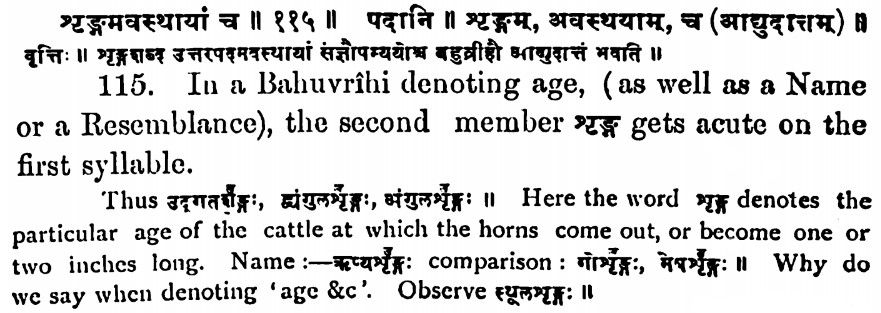 शृङ्गमवस्थायां च ॥ ११५ ॥ पदानि ॥ शृङ्गम्, अवस्थयाम्, च (आद्युदात्तम्) ॥
वृत्तिः ॥ शृङ्गशब्द उत्तरपदमवस्थायां संज्ञौपम्ययोश्च बहुव्रीहौ आद्युदात्तं भवति ॥
115. In a Bahuvrîhi denoting age, (as well as a Name
or a Resemblance), the second member शृङ्ग gets acute on the
first syllable.
Thus उद्गतशृ॑ङ्गः, द्व्यंगुलशृ॑ङ्गः, त्र्यंगुलशृ॑ङ्गः ॥ Here the word शृङ्ग denotes the
particular age of the cattle at which the horns come out, or become one or
two inches long. Name :—ऋष्यशृ॑ङ्गः comparison : गोशृ॑ङ्गः, मेषशृ॑ङ्गः ॥ Why do
we say when denoting 'age &c'. Observe स्थूलशृङ्गः ॥